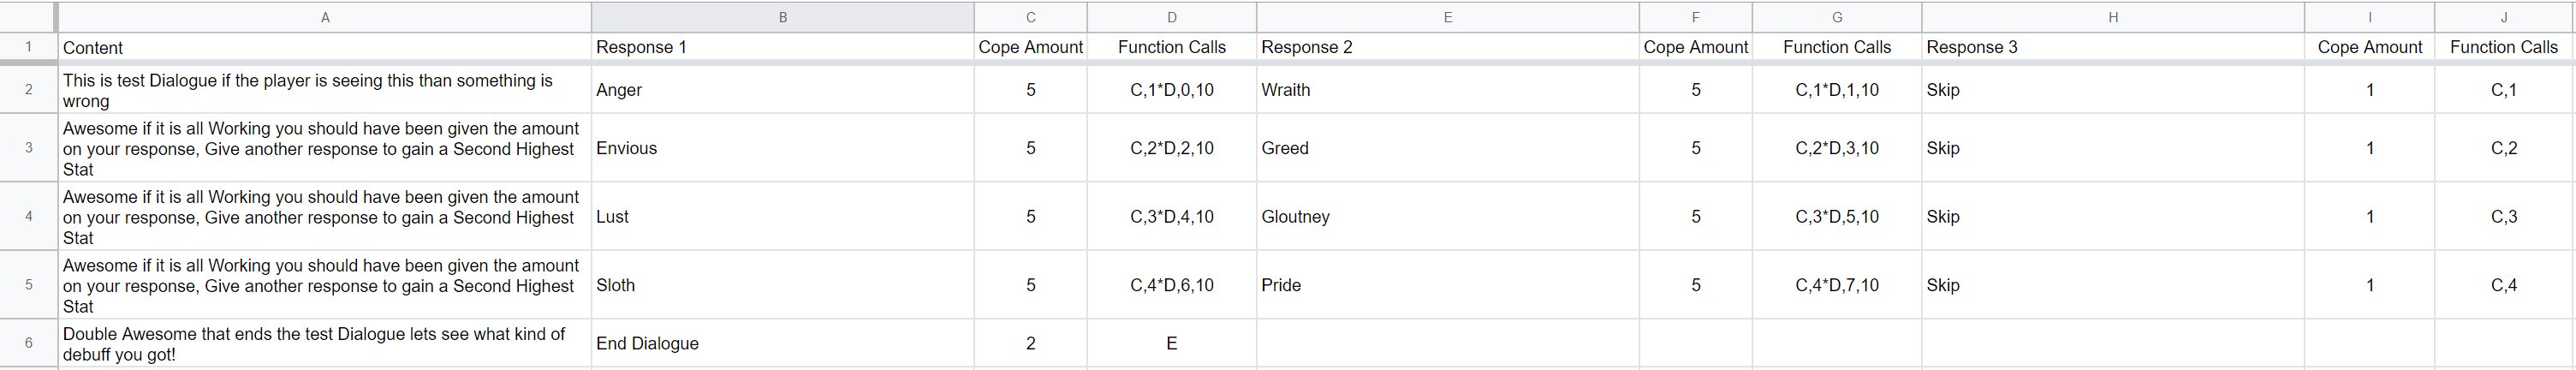 A B C D E F G H I J
1 Content Response 1 Cope Amount Function Calls Response 2 Cope Amount Function Calls Response 3 Cope Amount Function Calls
2 This is test Dialogue if the player is seeing this than something is
wrong Anger 5 C,1*D,0,10 Wraith 5 C,1*D,1,10 Skip 1 C,1
3 Awesome if it is all Working you should have been given the amount
on your response, Give another response to gain a Second Highest
Stat Envious 5 C,2*D,2,10 Greed 5 C,2*D,3,10 Skip 1 C,2
4 Awesome if it is all Working you should have been given the amount
on your response, Give another response to gain a Second Highest
Stat Lust 5 C,3*D,4,10 Gloutney 5 C,3*D,5,10 Skip 1 C,3
5 Awesome if it is all Working you should have been given the amount
on your response, Give another response to gain a Second Highest
Stat Sloth 5 C,4*D,6,10 Pride 5 C,4*D,7,10 Skip 1 C,4
6 Double Awesome that ends the test Dialogue lets see what kind of
debuff you got! End Dialogue 2 E